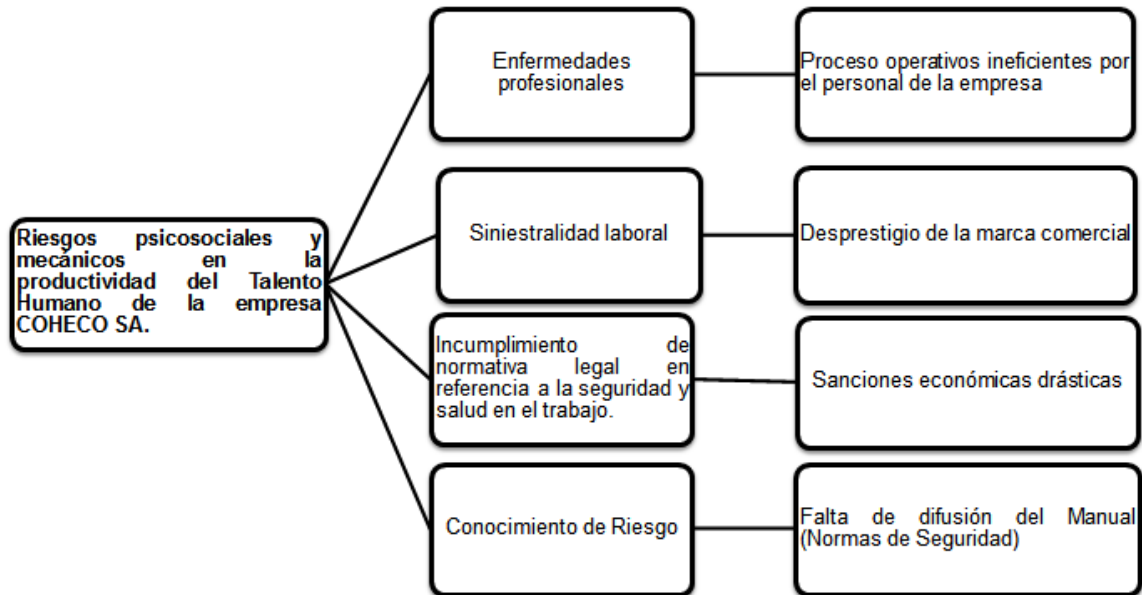 Riesgos psicosociales y
mecánicos en la
productividad del Talento
Humano de la empresa
COHECO SA.
Enfermedades
profesionales
Proceso operativos ineficientes por
el personal de la empresa
Siniestralidad laboral
Desprestigio de la marca comercial
Incumplimiento de
normativa legal en
referencia a la seguridad y
salud en el trabajo.
Sanciones económicas drásticas
Conocimiento de Riesgo
Falta de difusión del Manual
(Normas de Seguridad)